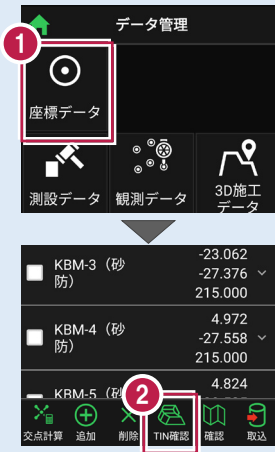 データ管理
1
座標データ
測設データ
観測データ
3D施工
データ
KBM-3（砂
防）
-23.062
-27.376
215.000
KBM-4（砂
防）
4.972
-27.558
215.000
KBM-5（砂
4.824
2
交点計算
追加
削除
TIN確認
確認
取込